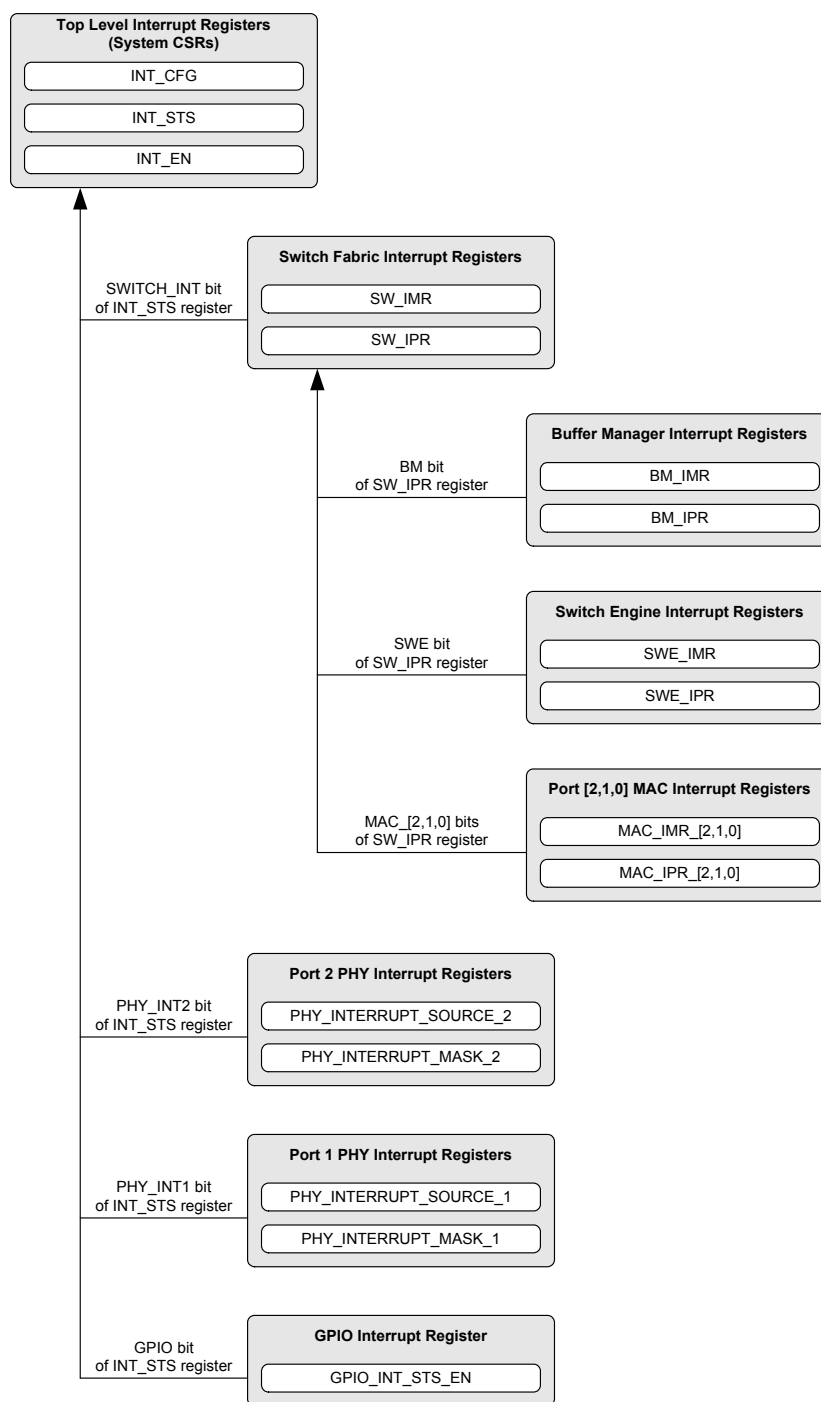 Top Level Interrupt Registers
(System CSRs)
INT_CFG
INT_STS
INT_EN
Switch Fabric Interrupt Registers
SW_IMR
SW_IPR
SWITCH_INT bit
of INT_STS register
Buffer Manager Interrupt Registers
BM_IMR
BM_IPR
BM bit
of SW_IPR register
Switch Engine Interrupt Registers
SWE_IMR
SWE_IPR
SWE bit
of SW_IPR register
Port [2,1,0] MAC Interrupt Registers
MAC_IMR_[2,1,0]
MAC_IPR_[2,1,0]
MAC_[2,1,0] bits
of SW_IPR register
Port 2 PHY Interrupt Registers
PHY_INTERRUPT_SOURCE_2
PHY_INTERRUPT_MASK_2
PHY_INT2 bit
of INT_STS register
Port 1 PHY Interrupt Registers
PHY_INTERRUPT_SOURCE_1
PHY_INTERRUPT_MASK_1
PHY_INT1 bit
of INT_STS register
GPIO Interrupt Register
GPIO_INT_STS_EN
GPIO bit
of INT_STS register